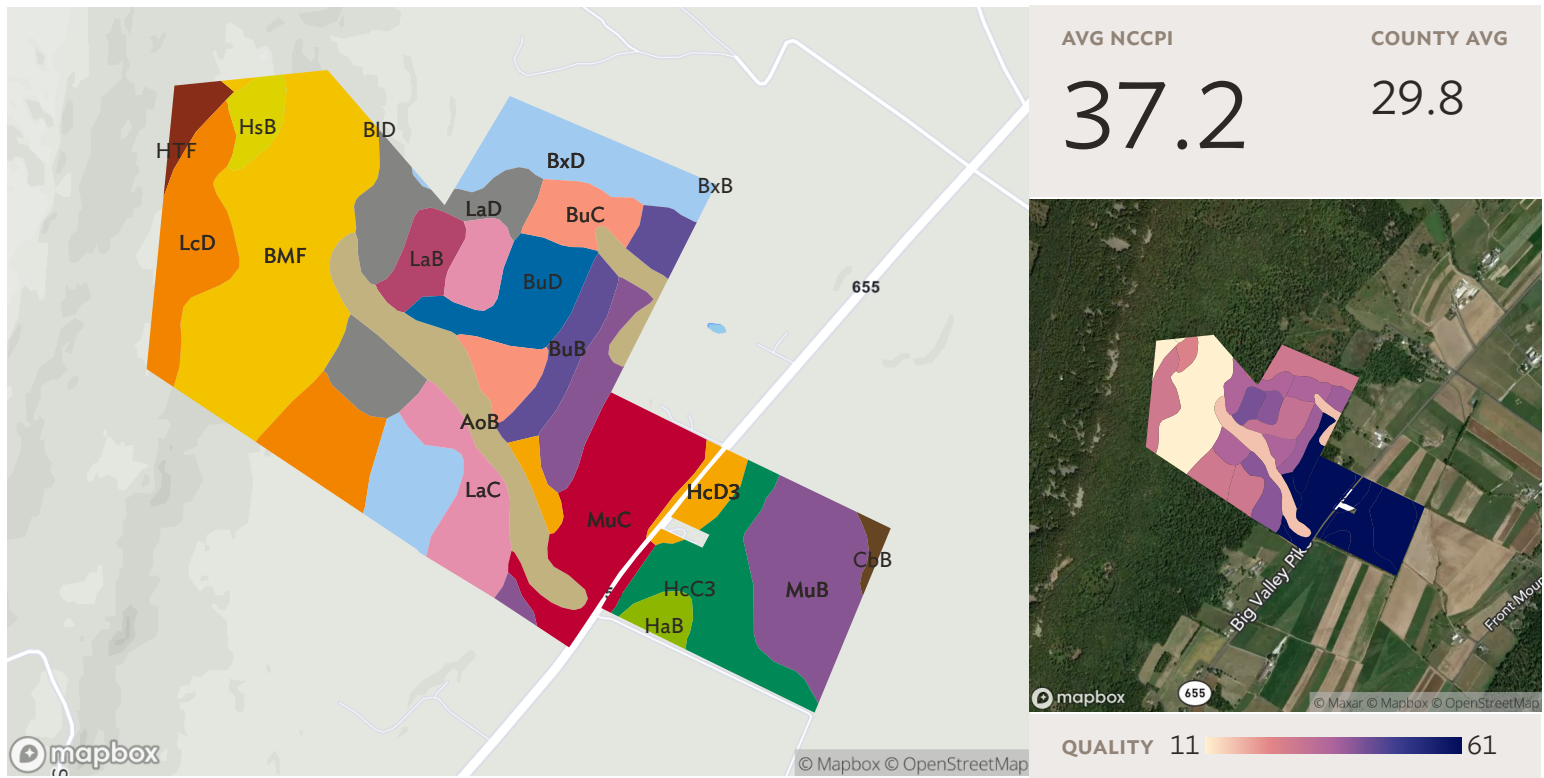 HTF
HsB
BlD
BxD
BxB
LaD
BuC
LcD
BMF
LaB
BuD
655
BuB
AoB
LaC
HcD3
MuC
CbB
HcC3
MuB
HaB
mapbox
© Mapbox © OpenStreetMap
AVG NCCPI
37.2
COUNTY AVG
29.8
Big Valley Pike
Front Moun
655
mapbox
© Maxar © Mapbox © OpenStreetMap
QUALITY 11 61